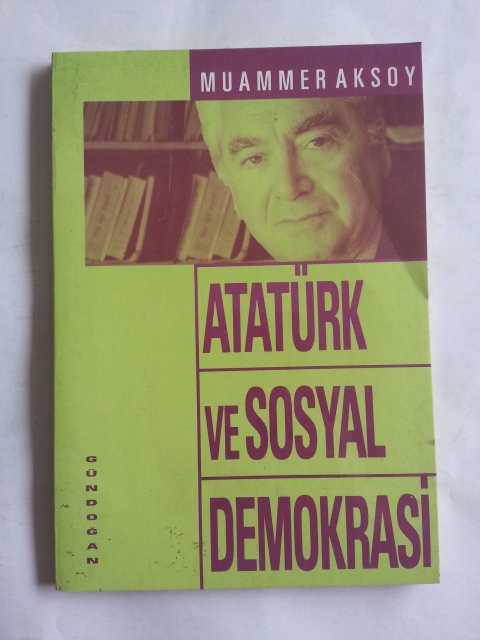 MUAMMER AKSOY
ATATÜRK
VE SOSYAL
DEMOKRASİ
GÜNDOĞAN